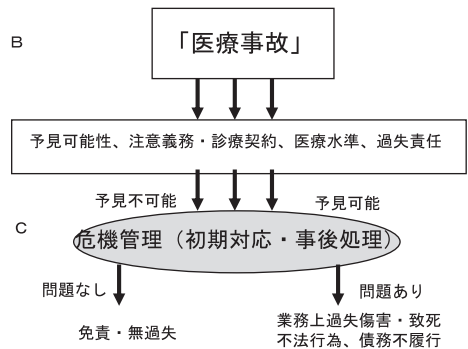 B
「医療事故」
予見可能性、注意義務・診療契約、医療水準、過失責任
予見不可能
予見可能
C
危機管理（初期対応・事後処理）
問題なし
問題あり
免責・無過失
業務上過失傷害・致死
不法行為、債務不履行